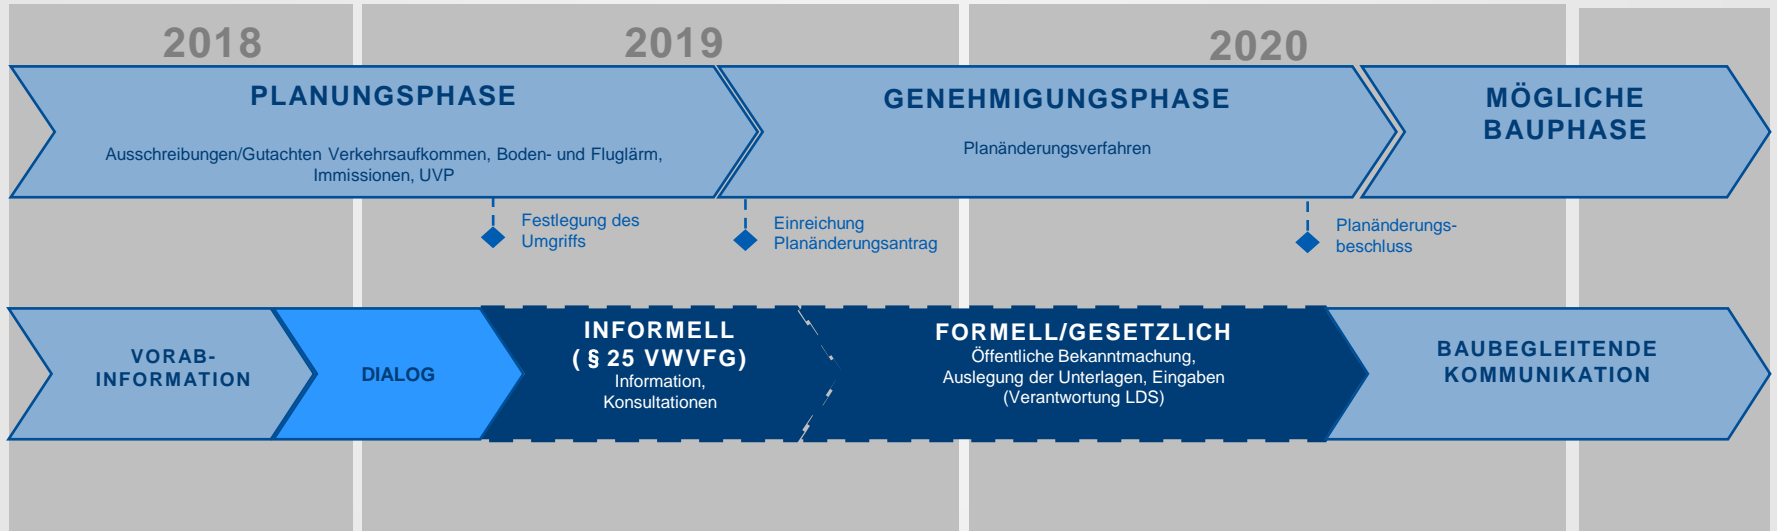 2018
2019
2020
PLANUNGSPHASE
Ausschreibungen/Gutachten Verkehrsaufkommen, Boden- und Fluglärm,
Immissionen, UVP
GENEHMIGUNGSPHASE
Planänderungsverfahren
MÖGLICHE
BAUPHASE
Festlegung des
Umgriffs
Einreichung
Planänderungsantrag
Planänderungs-
beschluss
VORAB-
INFORMATION
DIALOG
INFORMELL
( § 25 VWVFG)
Information,
Konsultationen
FORMELL/GESETZLICH
Öffentliche Bekanntmachung,
Auslegung der Unterlagen, Eingaben
(Verantwortung LDS)
BAUBEGLEITENDE
KOMMUNIKATION